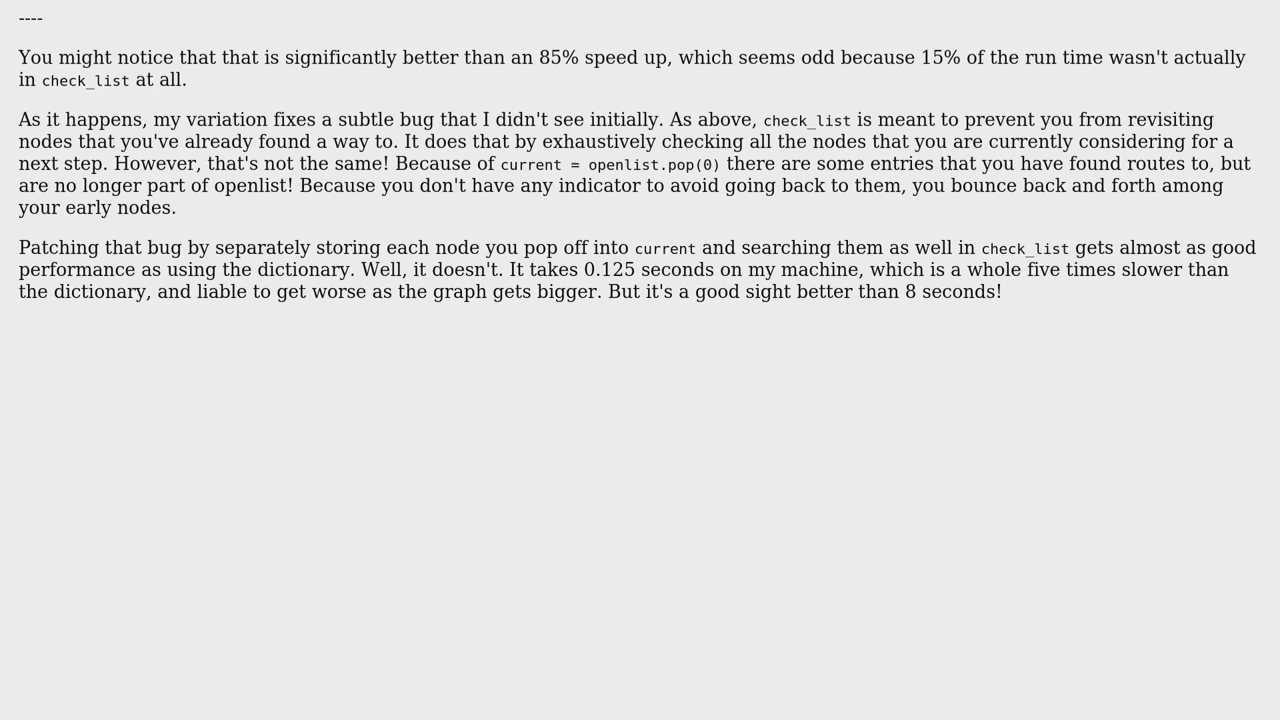 ----
You might notice that that is significantly better than an 85% speed up, which seems odd because 15% of the run time wasn't actually
in check_list at all.
As it happens, my variation fixes a subtle bug that I didn't see initially. As above, check_list is meant to prevent you from revisiting
nodes that you've already found a way to. It does that by exhaustively checking all the nodes that you are currently considering for a
next step. However, that's not the same! Because of current = openlist.pop(0) there are some entries that you have found routes to, but
are no longer part of openlist! Because you don't have any indicator to avoid going back to them, you bounce back and forth among
your early nodes.
Patching that bug by separately storing each node you pop off into current and searching them as well in check_list gets almost as good
performance as using the dictionary. Well, it doesn't. It takes 0.125 seconds on my machine, which is a whole five times slower than
the dictionary, and liable to get worse as the graph gets bigger. But it's a good sight better than 8 seconds!